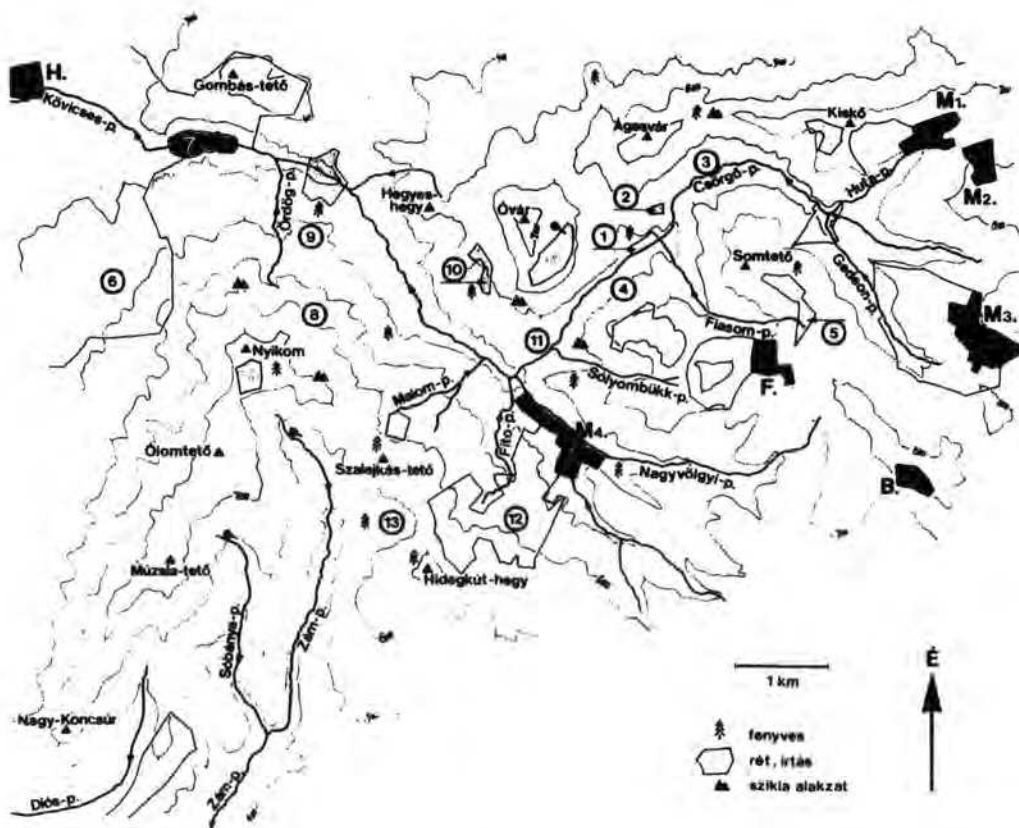 H.
Kövicses-p.
Gombás-tető
7
Ördög-p.
Hegyes-hegy
Ágasvár
Kiskő
M1.
M2.
Huta-p.
Csörgő-p.
3
2
1
Óvár
9
10
6
8
Somtető
Gedeon-p.
M3.
4
Fiasom-p.
5
11
F.
Nyikom
Malom-p.
Sólyombükk-p.
Fító-p.
M4.
Nagyvölgyi-p.
B.
Ólomtető
Szalajkás-tető
13
12
Múzsla-tető
Hidegkút-hegy
Sóbánya-p.
Zám-p.
Nagy-Koncsúr
Diós-p.
Zám-p.
1 km
É
fenyves
rét, irtás
szikla alakzat